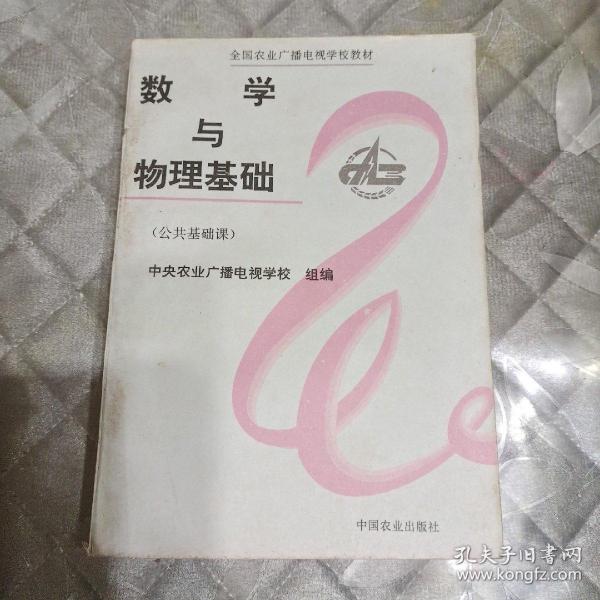 全国农业广播电视学校教材
数 学
与
物理基础
（公共基础课）
中央农业广播电视学校 组编
中国农业出版社
孔夫子旧书网
www.kongfz.com